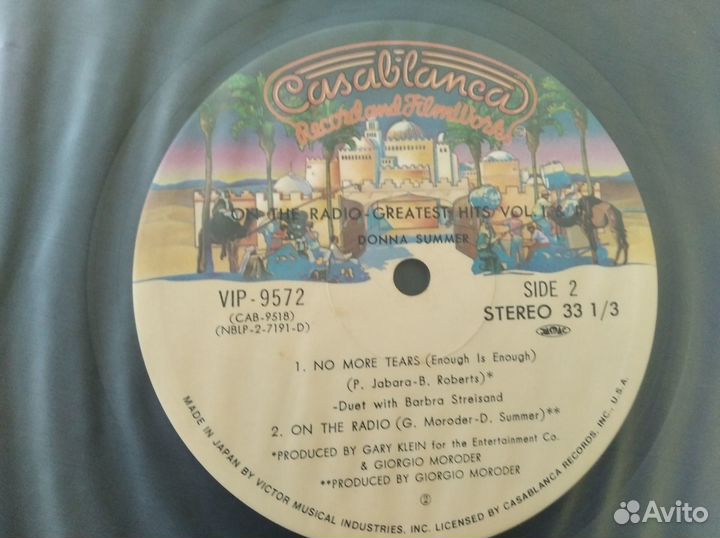 Casablanca
Record and FilmWorks
ON THE RADIO-GREATEST HITS VOL.1 &
DONNA SUMMER
VIP-9572
(CAB-9518)
(NBLP-2-7191-D)
SIDE 2
STEREO 33 1/3
1. NO MORE TEARS (Enough Is Enough)
(P. Jabara-B. Roberts)*
-Duet with Barbra Streisand
2. ON THE RADIO (G. Moroder-D. Summer)**
*PRODUCED BY GARY KLEIN for the Entertainment Co.
& GIORGIO MORODER
**PRODUCED BY GIORGIO MORODER
②
MADE IN JAPAN BY VICTOR MUSICAL INDUSTRIES, INC. LICENSED BY CASABLANCA RECORDS, INC., U.S.A.
Avito